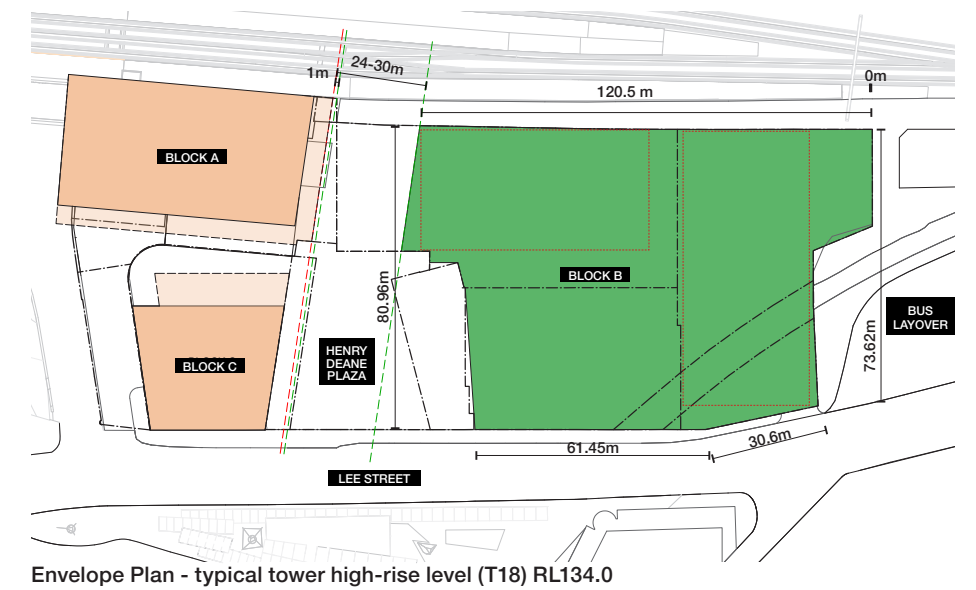 24-30m
1m
0m
120.5 m
BLOCK A
BLOCK B
80.96m
73.62m
BUS
LAYOVER
HENRY
DEANE
PLAZA
BLOCK C
30.6m
61.45m
LEE STREET
Envelope Plan - typical tower high-rise level (T18) RL134.0